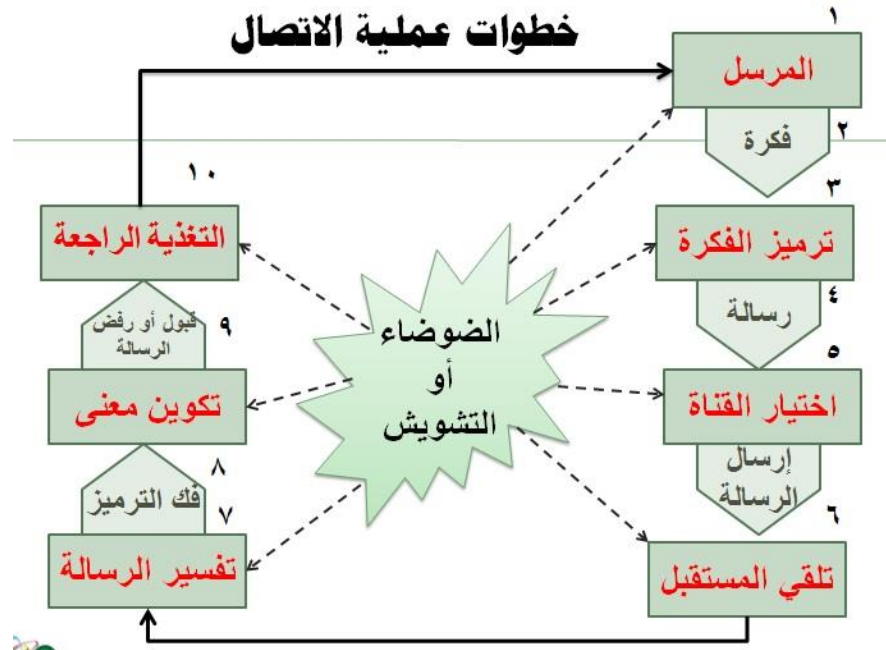 خطوات عملية الاتصال
١
المرسل
٢
فكرة
٣
ترميز الفكرة
٤
رسالة
٥
اختيار القناة
إرسال
الرسالة
٦
تلقي المستقبل
٧
تفسير الرسالة
٨
فك الترميز
تكوين معنى
٩
قبول أو رفض
الرسالة
١٠
التغذية الراجعة
الضوضاء
أو
التشويش